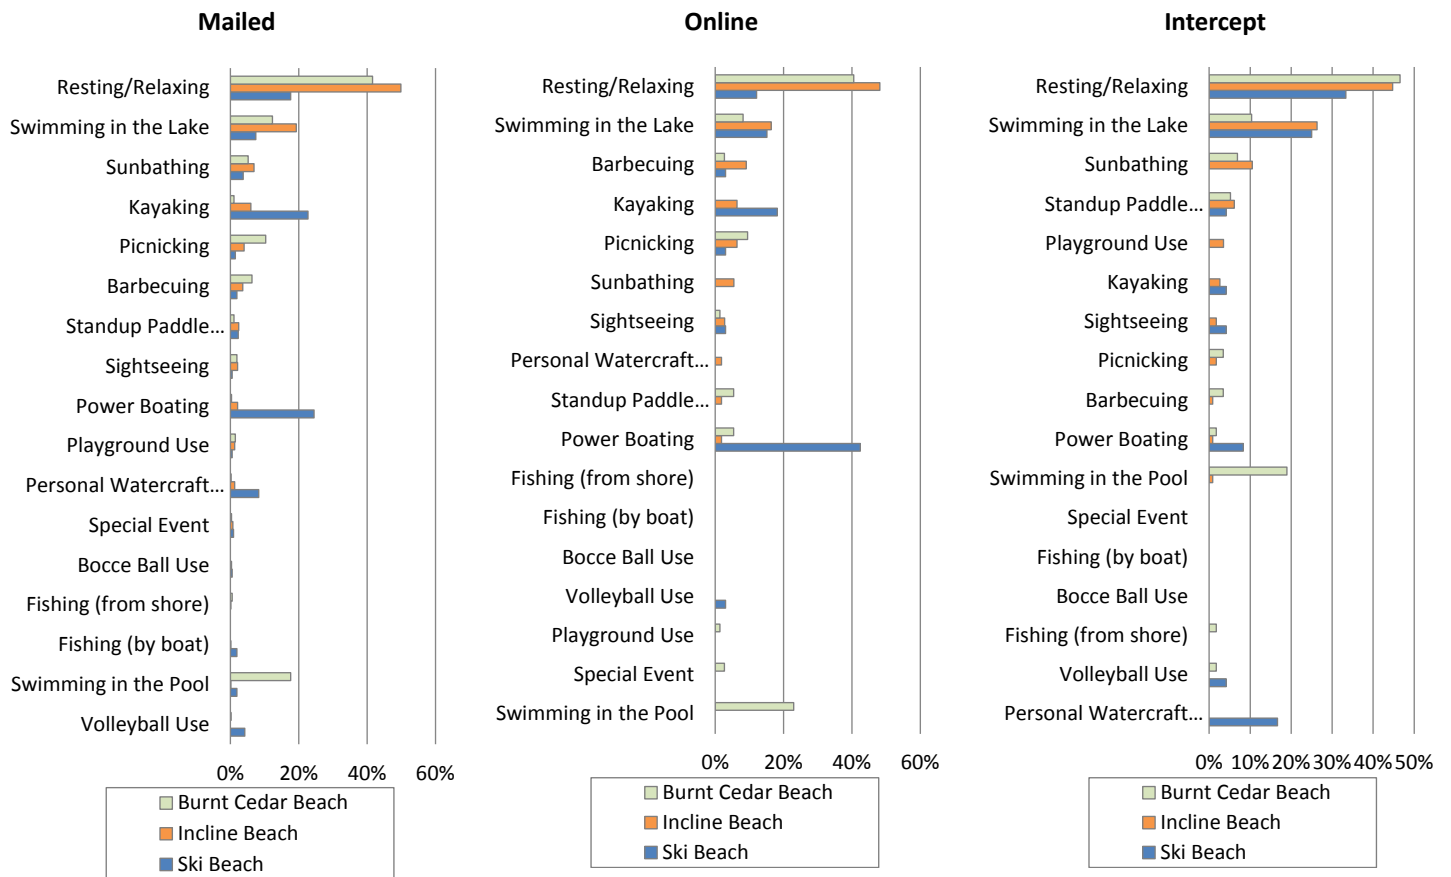 Mailed
Resting/Relaxing
Swimming in the Lake
Sunbathing
Kayaking
Picnicking
Barbecuing
Standup Paddle...
Sightseeing
Power Boating
Playground Use
Personal Watercraft...
Special Event
Bocce Ball Use
Fishing (from shore)
Fishing (by boat)
Swimming in the Pool
Volleyball Use
0% 20% 40% 60%
Burnt Cedar Beach
Incline Beach
Ski Beach
Online
Resting/Relaxing
Swimming in the Lake
Barbecuing
Kayaking
Picnicking
Sunbathing
Sightseeing
Personal Watercraft...
Standup Paddle...
Power Boating
Fishing (from shore)
Fishing (by boat)
Bocce Ball Use
Volleyball Use
Playground Use
Special Event
Swimming in the Pool
0% 20% 40% 60%
Burnt Cedar Beach
Incline Beach
Ski Beach
Intercept
Resting/Relaxing
Swimming in the Lake
Sunbathing
Standup Paddle...
Playground Use
Kayaking
Sightseeing
Picnicking
Barbecuing
Power Boating
Swimming in the Pool
Special Event
Fishing (by boat)
Bocce Ball Use
Fishing (from shore)
Volleyball Use
Personal Watercraft...
0% 10% 20% 30% 40% 50%
Burnt Cedar Beach
Incline Beach
Ski Beach